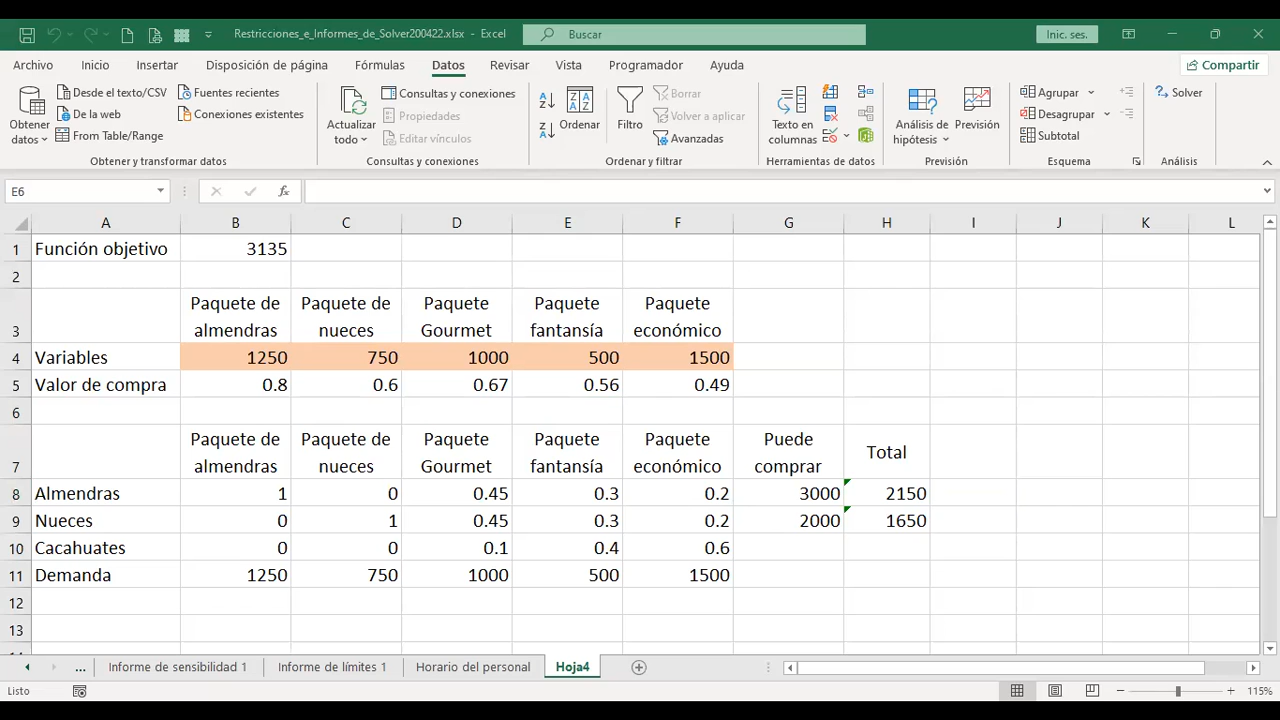 Restricciones_e_Informes_de_Solver200422.xlsx - Excel
Buscar
Inic. ses.
Archivo Inicio Insertar Disposición de página Fórmulas Datos Revisar Vista Programador Ayuda
Compartir
Obtener datos
Desde el texto/CSV
De la web
From Table/Range
Fuentes recientes
Conexiones existentes
Obtener y transformar datos
Actualizar todo
Consultas y conexiones
Propiedades
Editar vínculos
Consultas y conexiones
Ordenar
Filtro
Borrar
Volver a aplicar
Avanzadas
Ordenar y filtrar
Texto en columnas
Herramientas de datos
Análisis de hipótesis
Previsión
Previsión
Agrupar
Desagrupar
Subtotal
Esquema
Solver
Análisis
E6
fx
A B C D E F G H I J K L
1 Función objetivo 3135
2
3 Paquete de almendras Paquete de nueces Paquete Gourmet Paquete fantansía Paquete económico
4 Variables 1250 750 1000 500 1500
5 Valor de compra 0.8 0.6 0.67 0.56 0.49
6
7 Paquete de almendras Paquete de nueces Paquete Gourmet Paquete fantansía Paquete económico Puede comprar Total
8 Almendras 1 0 0.45 0.3 0.2 3000 2150
9 Nueces 0 1 0.45 0.3 0.2 2000 1650
10 Cacahuates 0 0 0.1 0.4 0.6
11 Demanda 1250 750 1000 500 1500
12
13
... Informe de sensibilidad 1 Informe de límites 1 Horario del personal Hoja4
Listo
115%